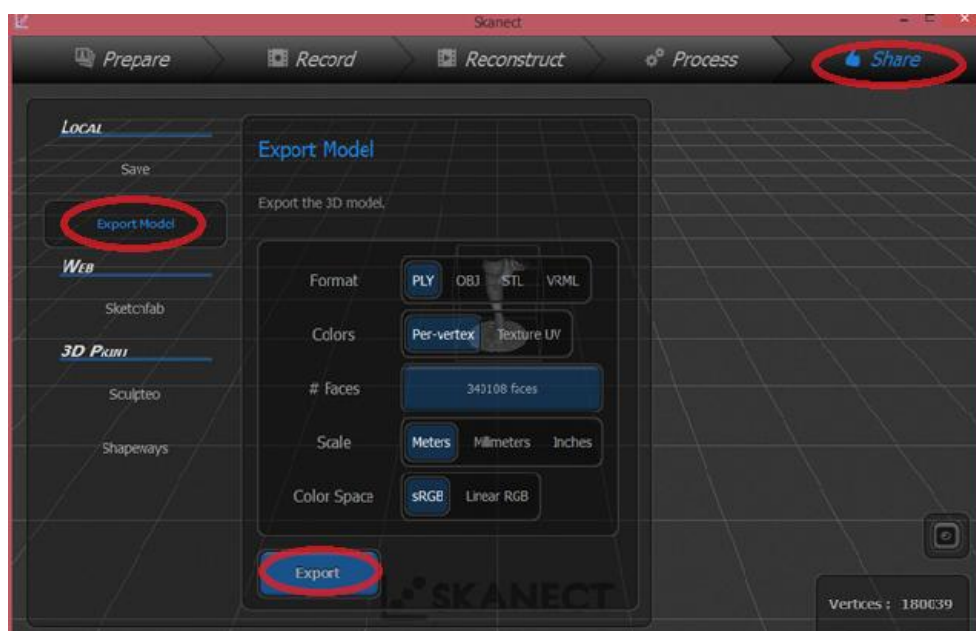 Skanect
Prepare Record Reconstruct Process Share
LOCAL
Save
Export Model
WEB
Sketchfab
3D PRINT
Sculpteo
Shapeways
Export Model
Export the 3D model.
Format PLY OBJ STL VRML
Colors Per-vertex Texture UV
# Faces faces
Scale Meters Millimeters Inches
Color Space sRGB Linear RGB
Export
SKANECT
Vertices : 180039